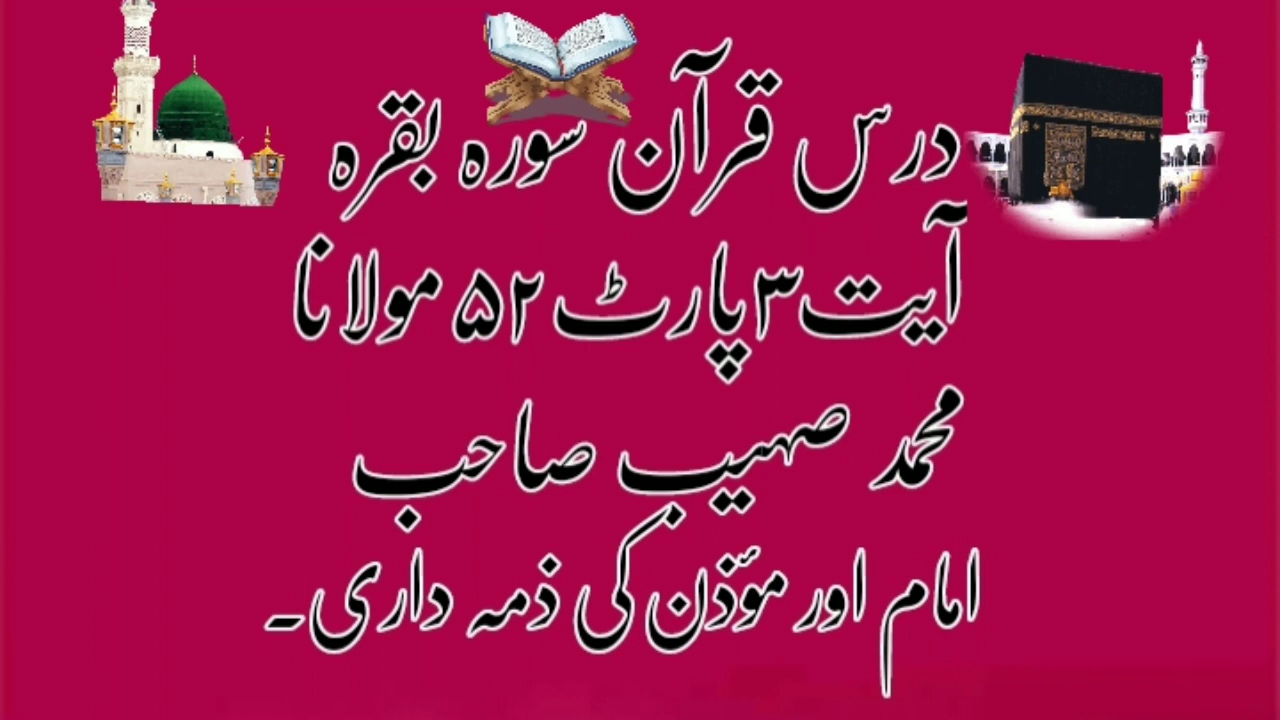 درس قرآن سورہ بقرہ
آیت ۳ پارٹ ۵۲ مولانا
محمد صہیب صاحب
امام اور مؤذن کی ذمہ داری۔